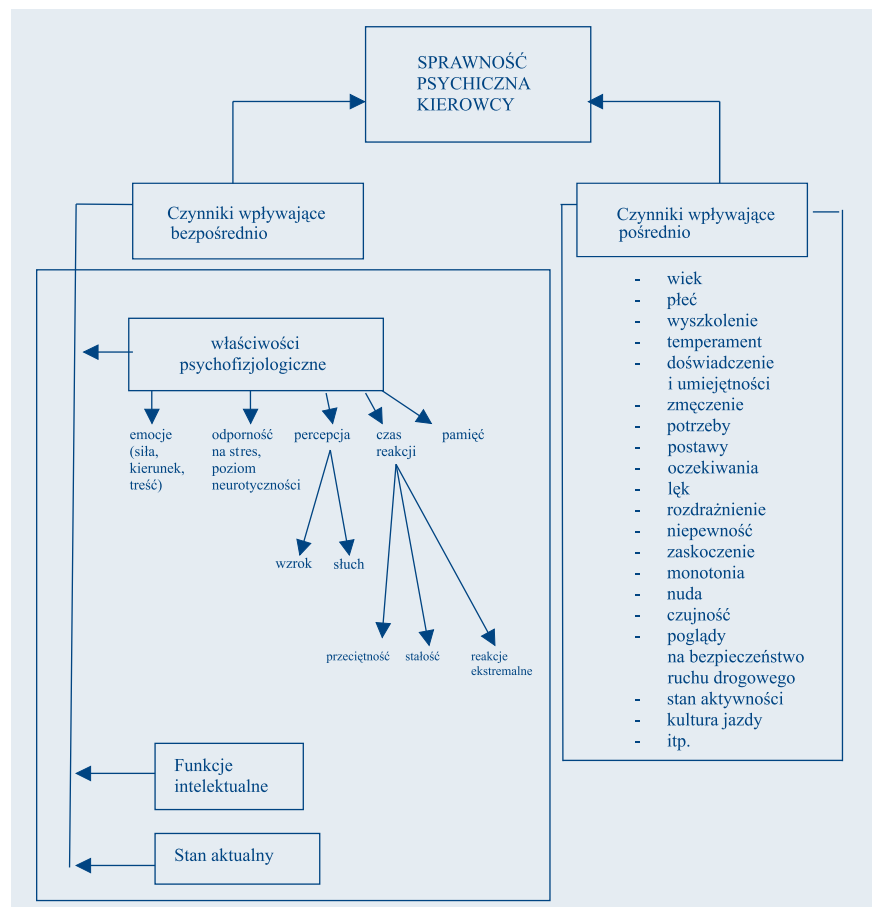 SPRAWNOŚĆ
PSYCHICZNA
KIEROWCY
Czynniki wpływające
bezpośrednio
właściwości
psychofizjologiczne
emocje
(siła,
kierunek,
treść)
odporność
na stres,
poziom
neurotyczności
percepcja
czas
reakcji
pamięć
wzrok
słuch
przeciętność
stałość
reakcje
ekstremalne
Funkcje
intelektualne
Stan aktualny
Czynniki wpływające
pośrednio
- wiek
- płeć
- wyszkolenie
- temperament
- doświadczenie
i umiejętności
- zmęczenie
- potrzeby
- postawy
- oczekiwania
- lęk
- rozdrażnienie
- niepewność
- zaskoczenie
- monotonia
- nuda
- czujność
- poglądy
na bezpieczeństwo
ruchu drogowego
- stan aktywności
- kultura jazdy
- itp.